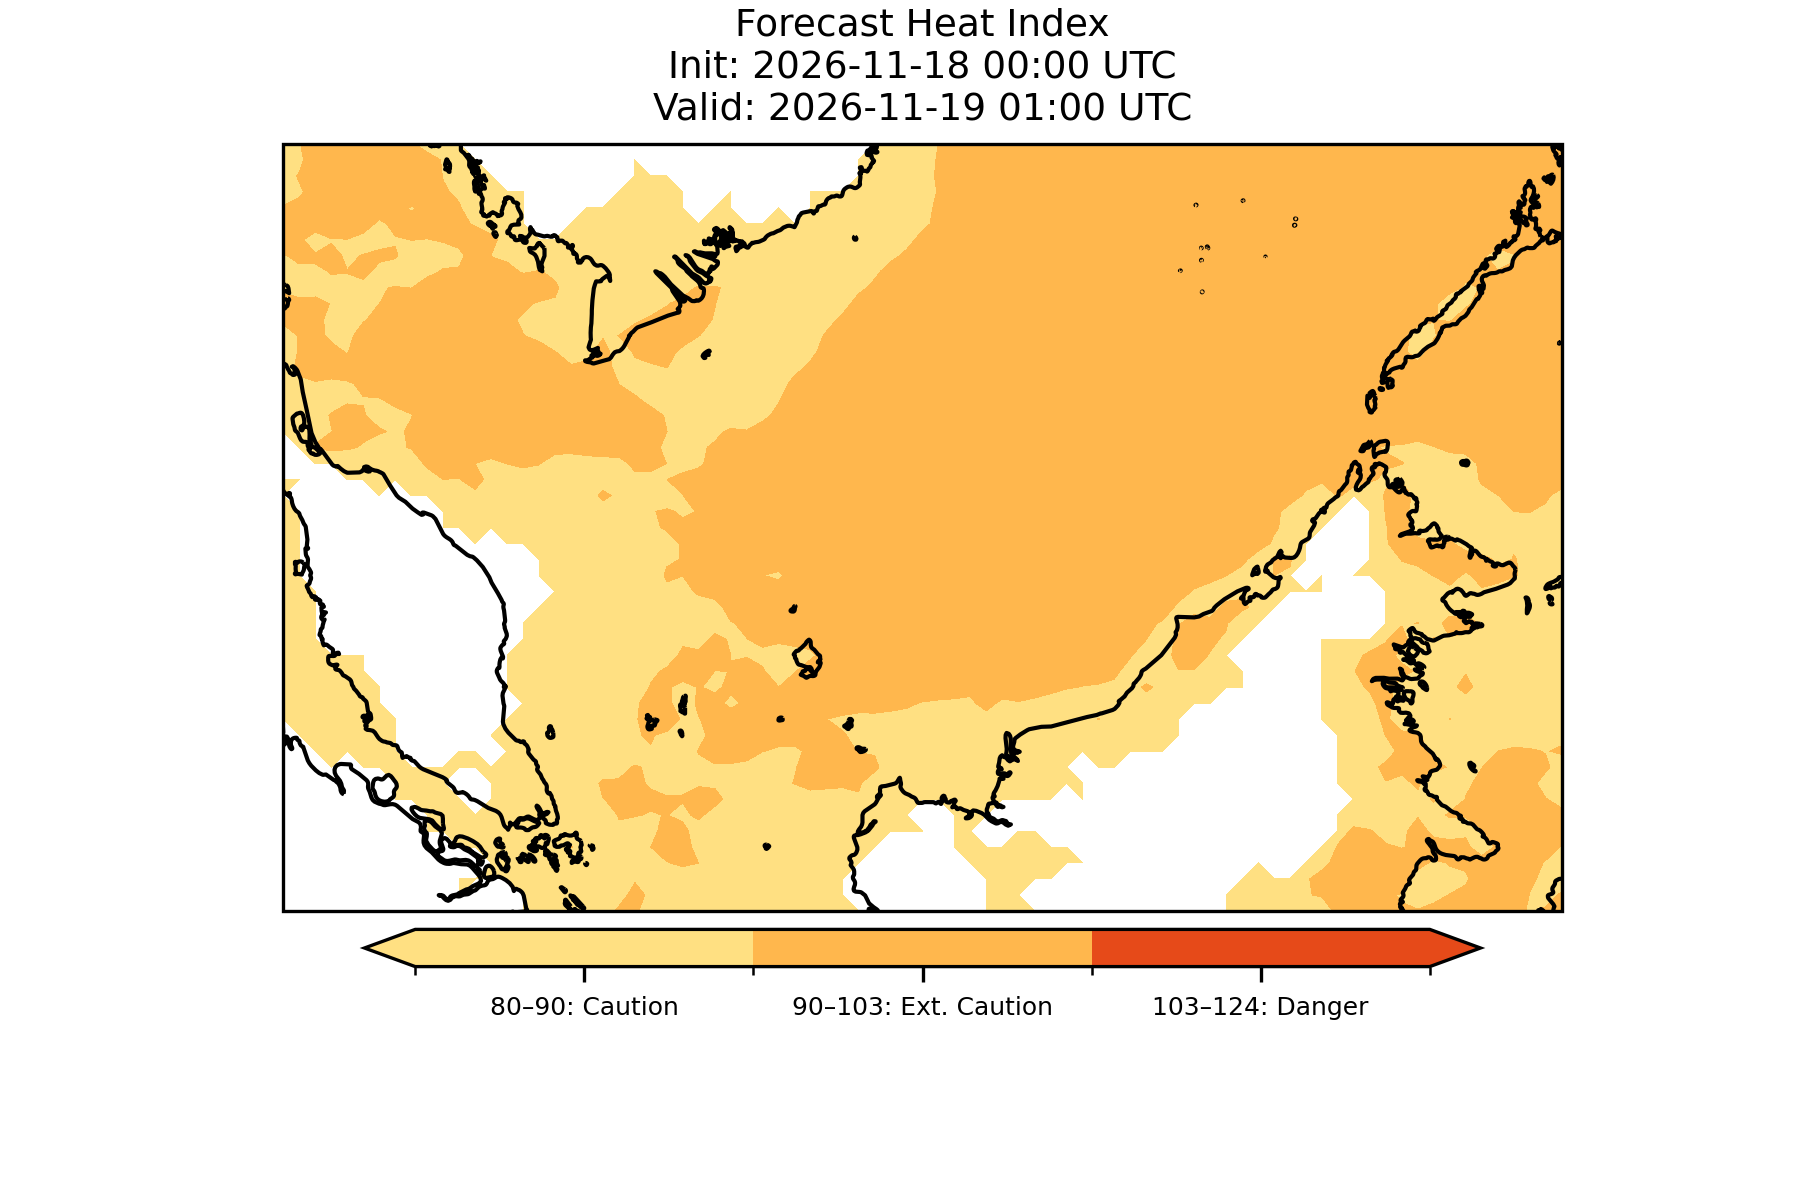 Forecast Heat Index
Init: 2026-11-18 00:00 UTC
Valid: 2026-11-19 01:00 UTC
80–90: Caution
90–103: Ext. Caution
103–124: Danger